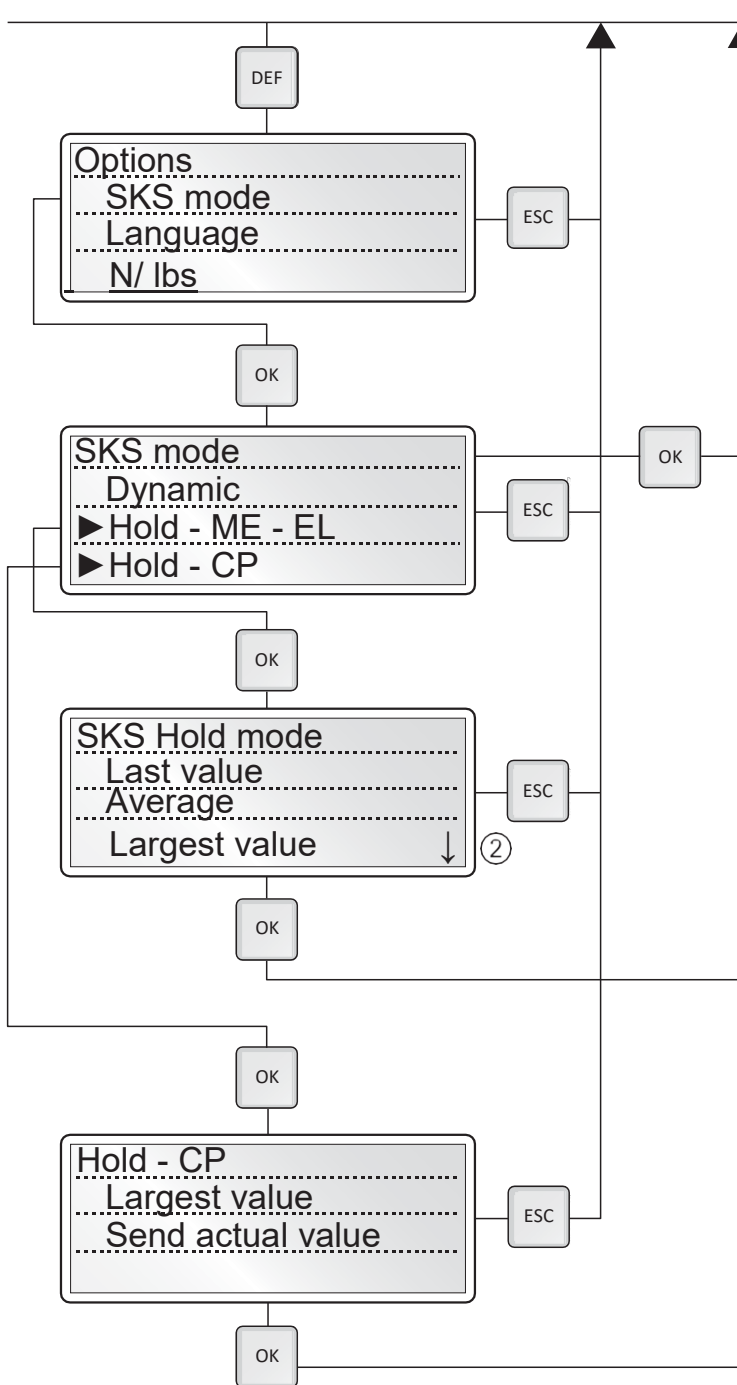 DEF
Options
SKS mode
Language
N/ lbs
ESC
OK
SKS mode
Dynamic
►Hold - ME - EL
►Hold - CP
ESC
OK
OK
SKS Hold mode
Last value
Average
Largest value ↓ ②
ESC
OK
OK
Hold - CP
Largest value
Send actual value
ESC
OK